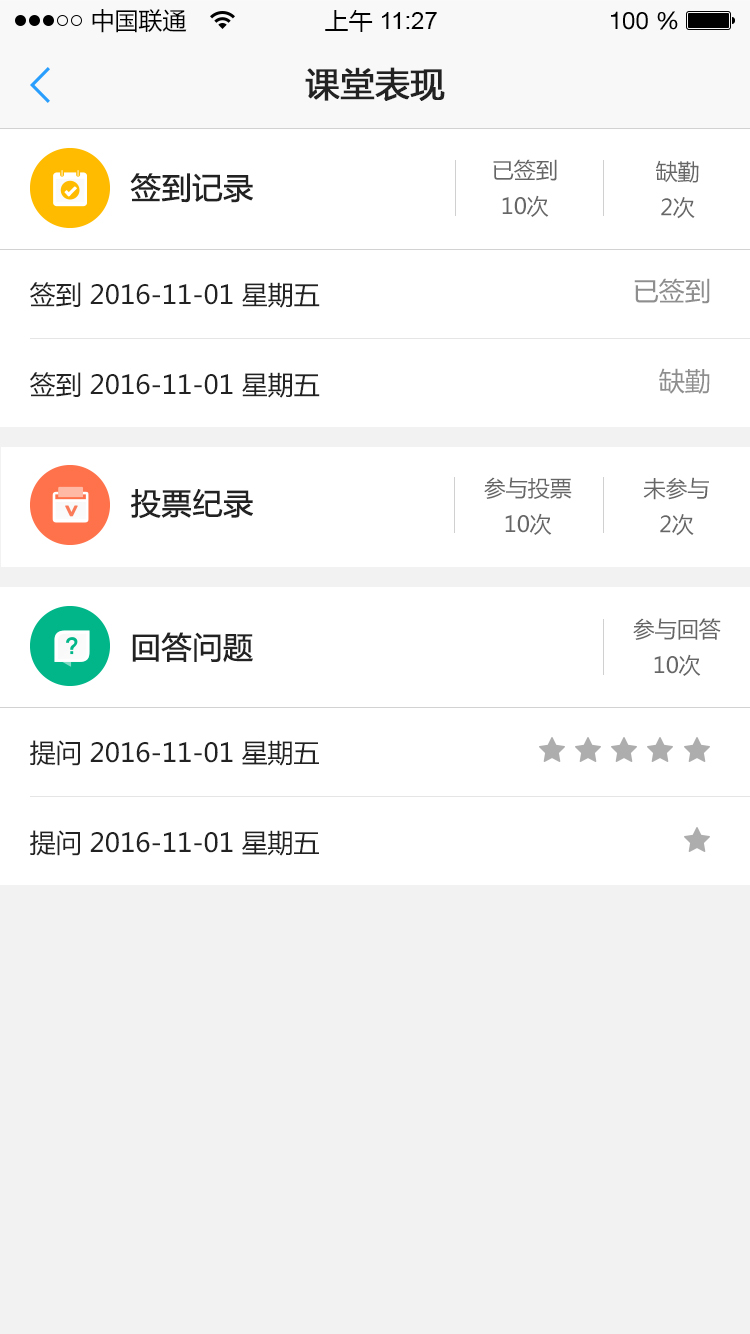 中国联通 上午 11:27 100 %
课堂表现
签到记录 已签到 缺勤
10次 2次
签到 2016-11-01 星期五 已签到
签到 2016-11-01 星期五 缺勤
投票纪录 参与投票 未参与
10次 2次
回答问题 参与回答
10次
提问 2016-11-01 星期五
提问 2016-11-01 星期五